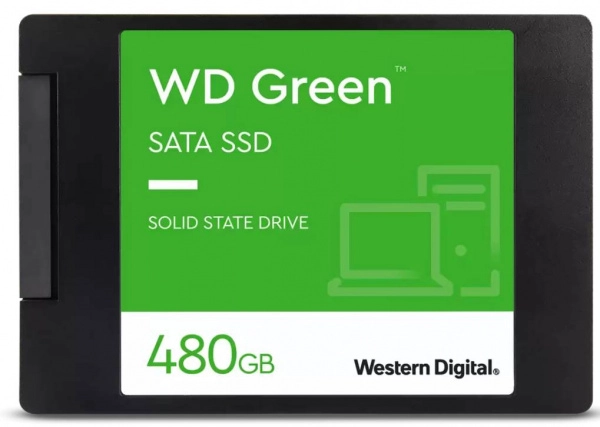 WD Green™
SATA SSD
SOLID STATE DRIVE
480GB
Western Digital®